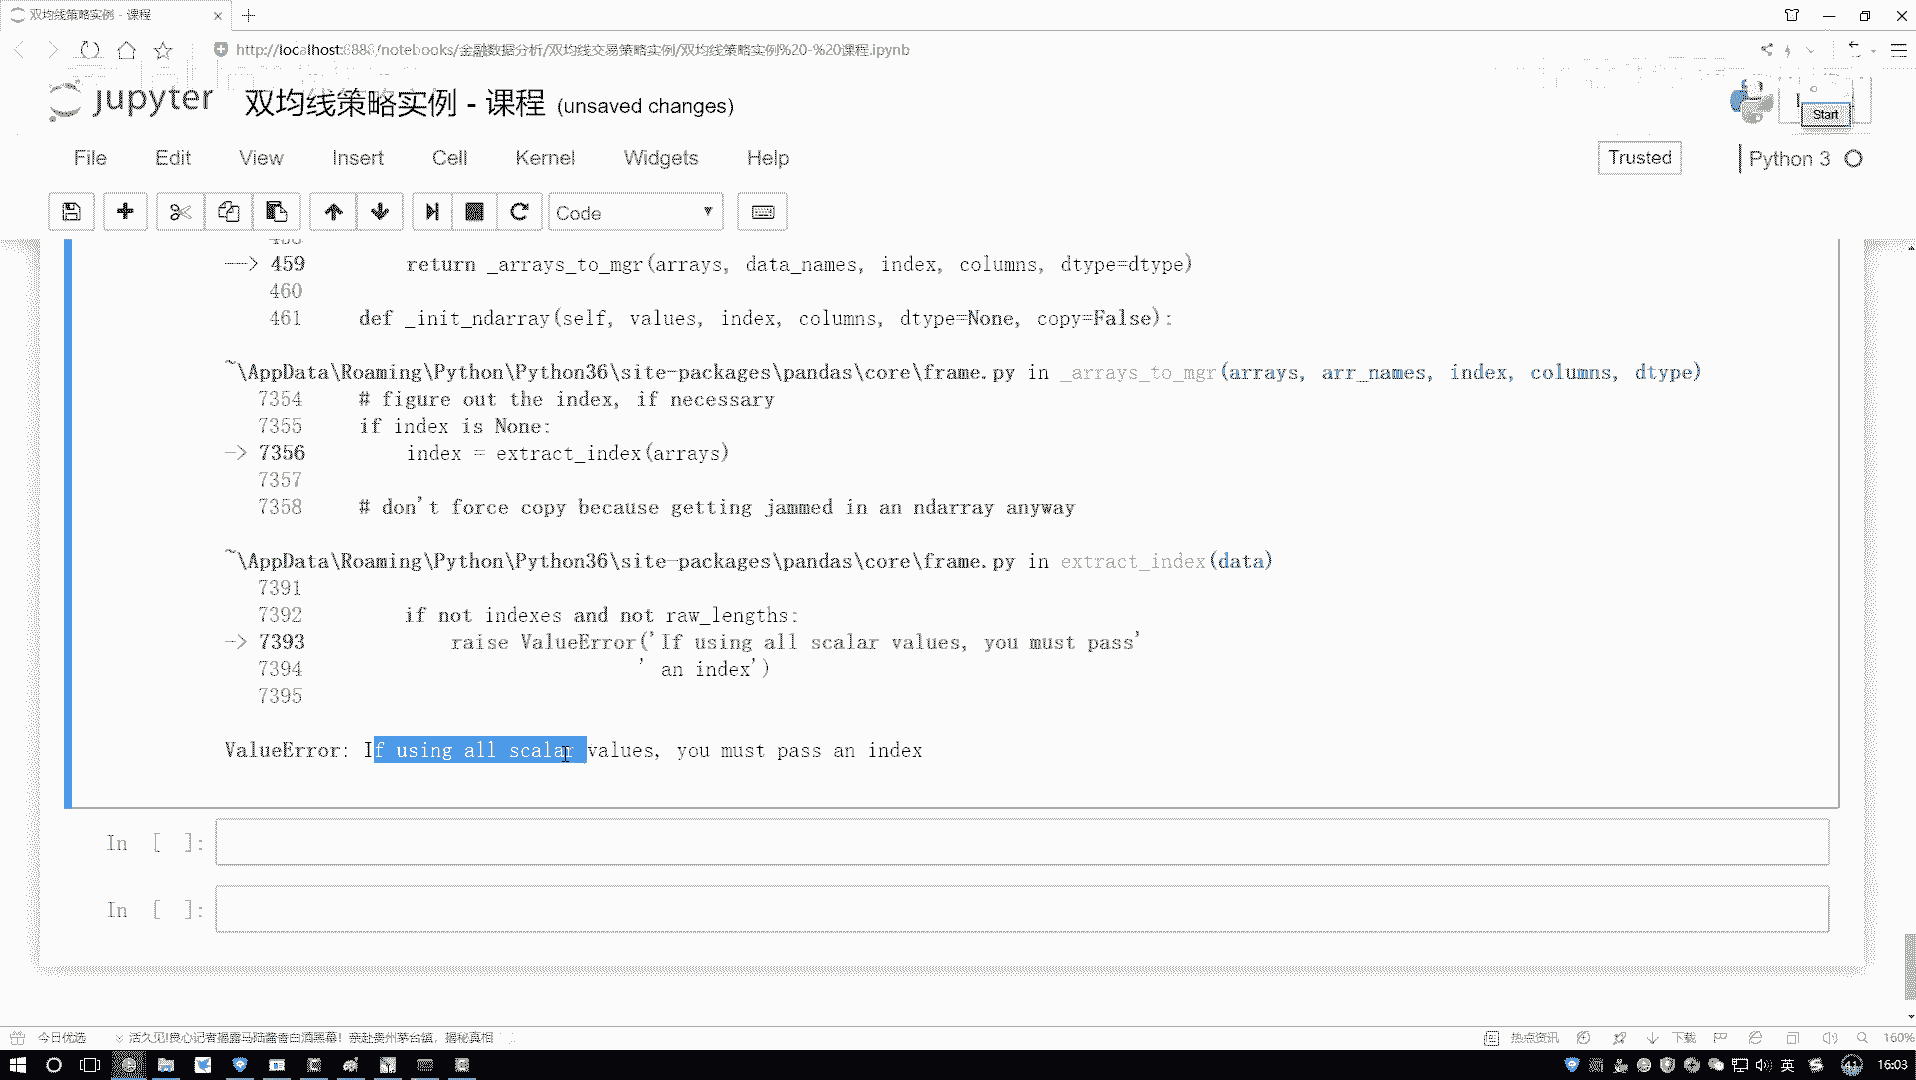 双均线策略实例 - 课程
http://localhost:888/notebooks/金融数据分析/双均线交易策略实例/双均线策略实例%20-%20课程.ipynb
jupyter 双均线策略实例 - 课程 (unsaved changes)
Start
File Edit View Insert Cell Kernel Widgets Help
Trusted Python 3
Code
---> 459 return _arrays_to_mgr(arrays, data_names, index, columns, dtype=dtype)
460
461 def _init_ndarray(self, values, index, columns, dtype=None, copy=False):
~\AppData\Roaming\Python\Python36\site-packages\pandas\core\frame.py in _arrays_to_mgr(arrays, arr_names, index, columns, dtype)
7354 # figure out the index, if necessary
7355 if index is None:
-> 7356 index = extract_index(arrays)
7357
7358 # don't force copy because getting jammed in an ndarray anyway
~\AppData\Roaming\Python\Python36\site-packages\pandas\core\frame.py in extract_index(data)
7391
7392 if not indexes and not raw_lengths:
-> 7393 raise ValueError('If using all scalar values, you must pass'
7394 ' an index')
7395
ValueError: If using all scalar values, you must pass an index
In [ ]:
In [ ]:
今日优选
热点资讯
下载
160%
英
41
16:03